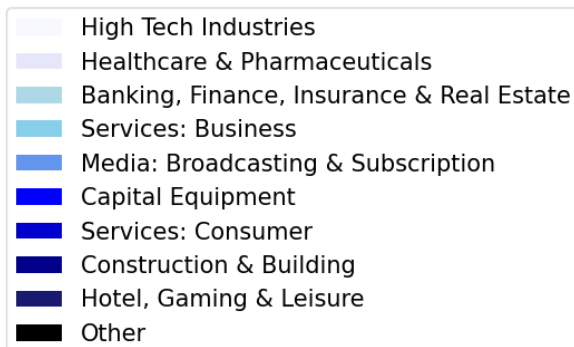 High Tech Industries
Healthcare & Pharmaceuticals
Banking, Finance, Insurance & Real Estate
Services: Business
Media: Broadcasting & Subscription
Capital Equipment
Services: Consumer
Construction & Building
Hotel, Gaming & Leisure
Other